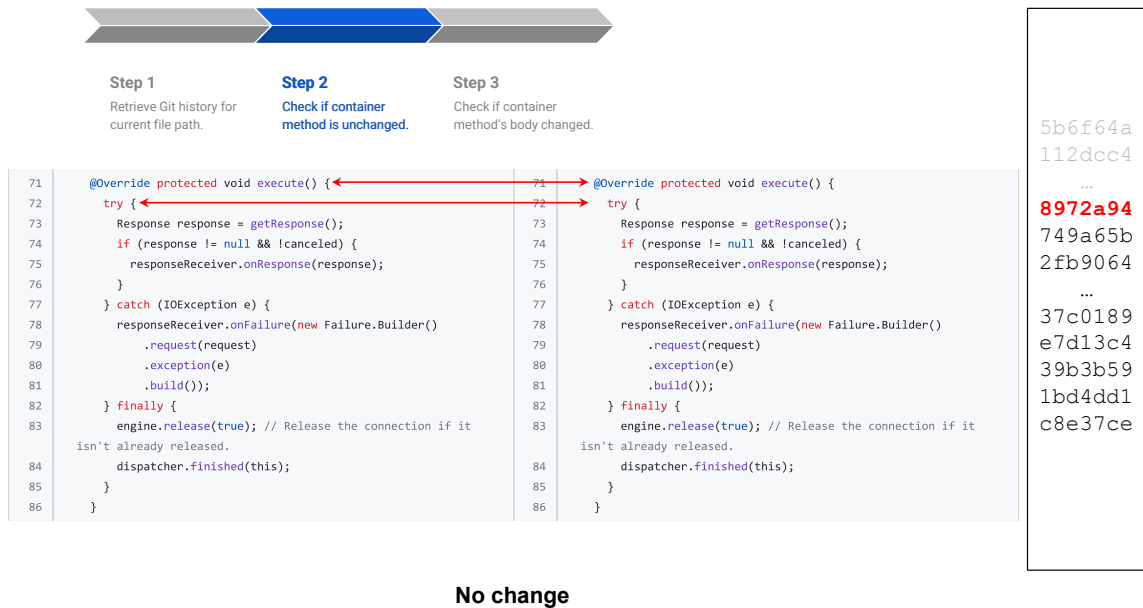 Step 1
Retrieve Git history for
current file path.
Step 2
Check if container
method is unchanged.
Step 3
Check if container
method's body changed.
71 @Override protected void execute() {
72 try {
73 Response response = getResponse();
74 if (response != null && !canceled) {
75 responseReceiver.onResponse(response);
76 }
77 } catch (IOException e) {
78 responseReceiver.onFailure(new Failure.Builder()
79 .request(request)
80 .exception(e)
81 .build());
82 } finally {
83 engine.release(true); // Release the connection if it
isn't already released.
84 dispatcher.finished(this);
85 }
86 }
71 @Override protected void execute() {
72 try {
73 Response response = getResponse();
74 if (response != null && !canceled) {
75 responseReceiver.onResponse(response);
76 }
77 } catch (IOException e) {
78 responseReceiver.onFailure(new Failure.Builder()
79 .request(request)
80 .exception(e)
81 .build());
82 } finally {
83 engine.release(true); // Release the connection if it
isn't already released.
84 dispatcher.finished(this);
85 }
86 }
5b6f64a
112dcc4
...
8972a94
749a65b
2fb9064
...
37c0189
e7d13c4
39b3b59
1bd4dd1
c8e37ce
No change